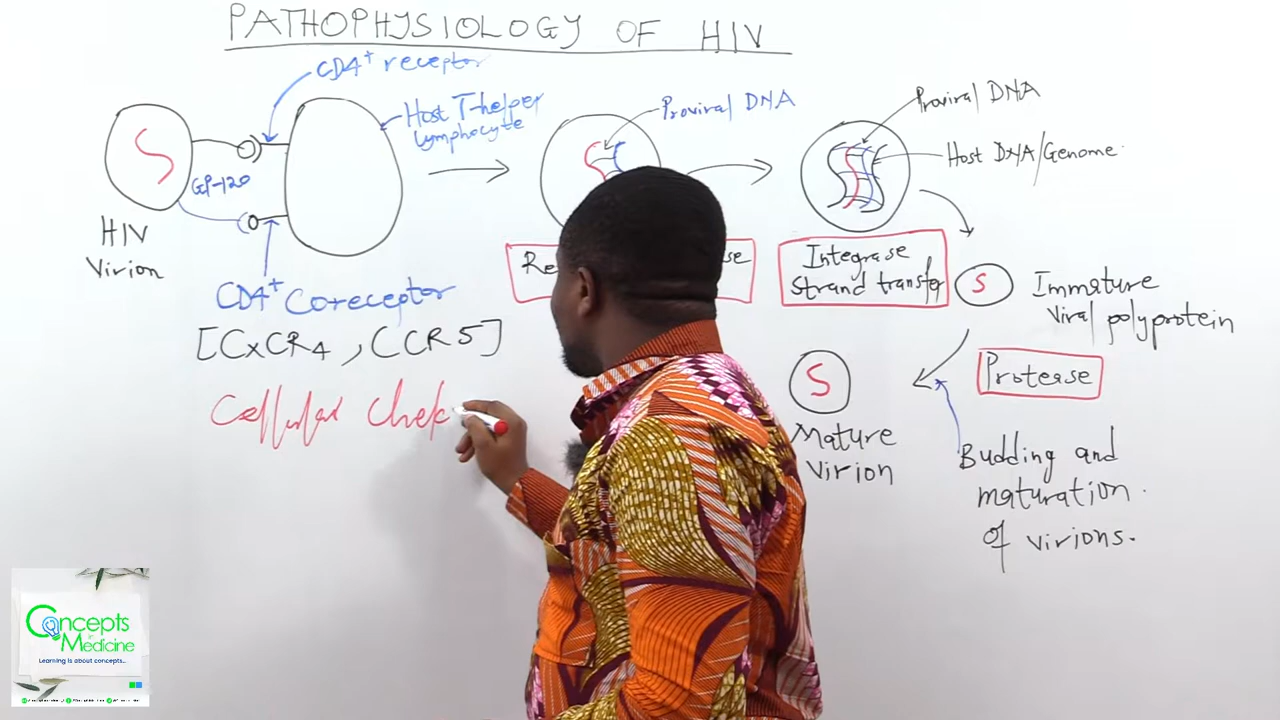 PATHOPHYSIOLOGY OF HIV
CD4+ receptor
Host T-helper
lymphocyte
GP-120
HIV
Virion
CD4+ Coreceptor
[CXCR4, CCR5]
Cellular Chek
Proviral DNA
Re
se
Proviral DNA
Host DNA/Genome
Integrase
Strand transfer
Immature
Viral polyprotein
Protease
Mature
Virion
Budding and
maturation
of virions.
Concepts
in
Medicine
Learning is about concepts...